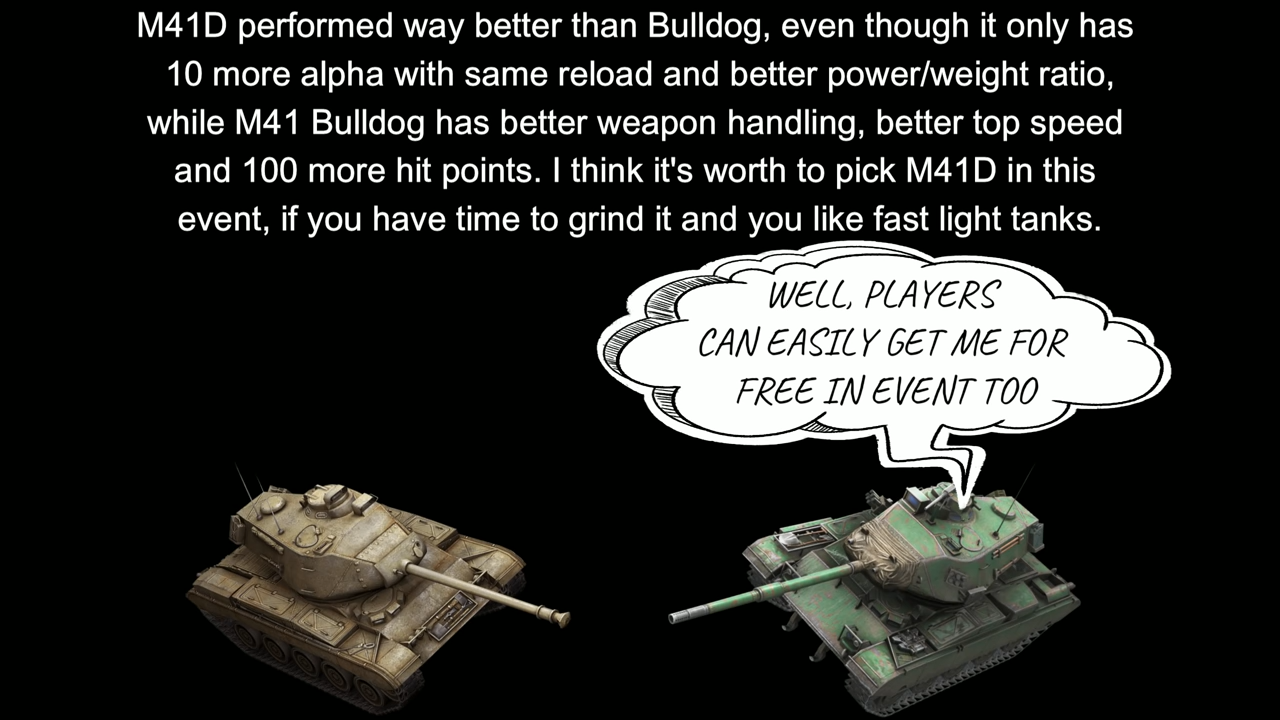 M41D performed way better than Bulldog, even though it only has
10 more alpha with same reload and better power/weight ratio,
while M41 Bulldog has better weapon handling, better top speed
and 100 more hit points. I think it's worth to pick M41D in this
event, if you have time to grind it and you like fast light tanks.
WELL, PLAYERS
CAN EASILY GET ME FOR
FREE IN EVENT TOO